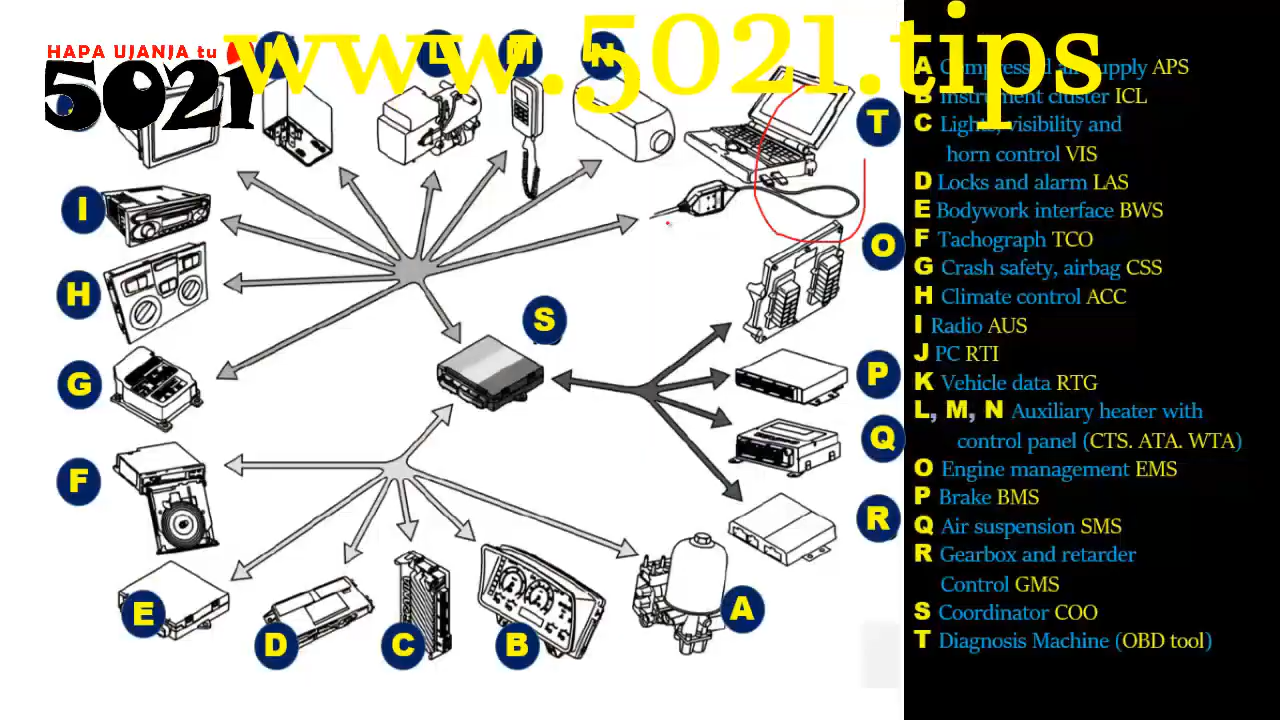 www.5021.tips
HAPA UJANJA tu
5021
L
M
N
T
I
O
H
S
G
P
Q
F
R
E
D
C
B
A
A Compressed air supply APS
B Instrument cluster ICL
C Lights, visibility and
horn control VIS
D Locks and alarm LAS
E Bodywork interface BWS
F Tachograph TCO
G Crash safety, airbag CSS
H Climate control ACC
I Radio AUS
J PC RTI
K Vehicle data RTG
L, M, N Auxiliary heater with
control panel (CTS. ATA. WTA)
O Engine management EMS
P Brake BMS
Q Air suspension SMS
R Gearbox and retarder
Control GMS
S Coordinator COO
T Diagnosis Machine (OBD tool)